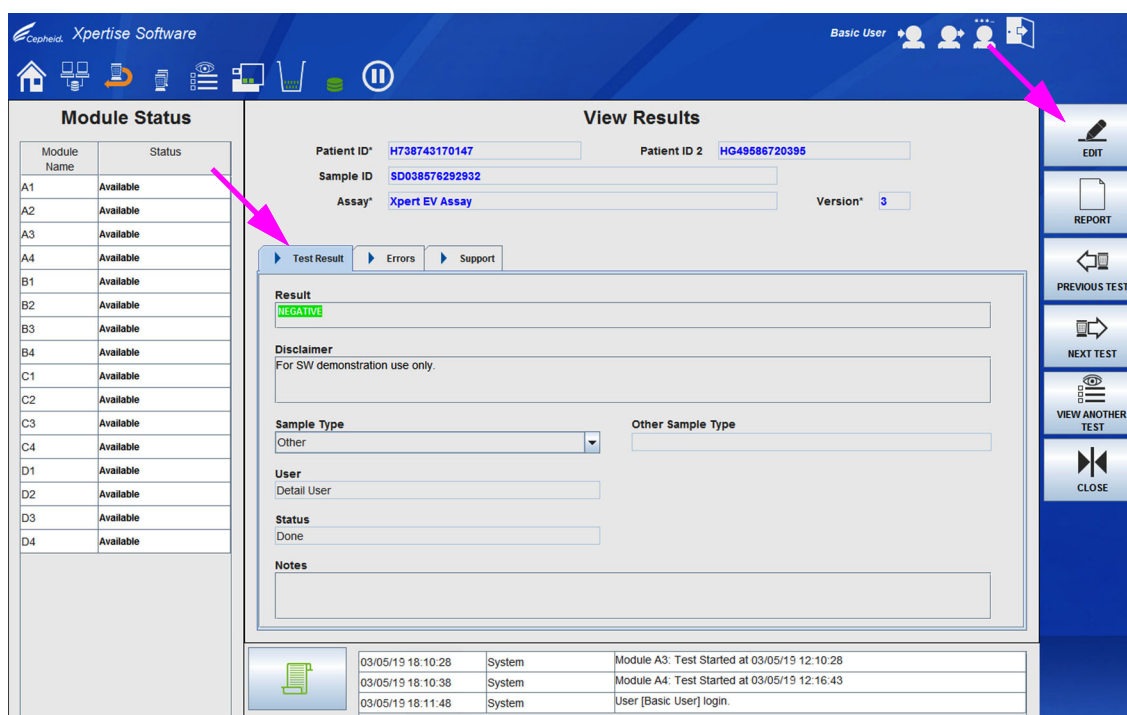 Cepheid. Xpertise Software
Basic User
Module Status
Module Name Status
A1 Available
A2 Available
A3 Available
A4 Available
B1 Available
B2 Available
B3 Available
B4 Available
C1 Available
C2 Available
C3 Available
C4 Available
D1 Available
D2 Available
D3 Available
D4 Available
View Results
Patient ID* H738743170147 Patient ID 2 HG49586720395
Sample ID SD038576292932
Assay* Xpert EV Assay Version* 3
Test Result Errors Support
Result
NEGATIVE
Disclaimer
For SW demonstration use only.
Sample Type Other Sample Type
Other
User
Detail User
Status
Done
Notes
03/05/19 18:10:28 System Module A3: Test Started at 03/05/19 12:10:28
03/05/19 18:10:38 System Module A4: Test Started at 03/05/19 12:16:43
03/05/19 18:11:48 System User [Basic User] login.
EDIT
REPORT
PREVIOUS TEST
NEXT TEST
VIEW ANOTHER
TEST
CLOSE